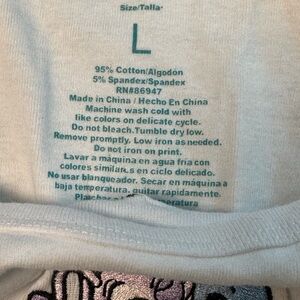 Size/Talla:
L
95% Cotton/Algodón
5% Spandex/Spandex
RN#86947
Made in China / Hecho En China
Machine wash cold with
like colors on delicate cycle.
Do not bleach.Tumble dry low.
Remove promptly. Low iron as needed.
Do not iron on print.
Lavar a máquina en agua fría con
colores similares en ciclo delicado.
No usar blanqueador. Secar en máquina a
baja temperatura, quitar rapidamente.
temperatura